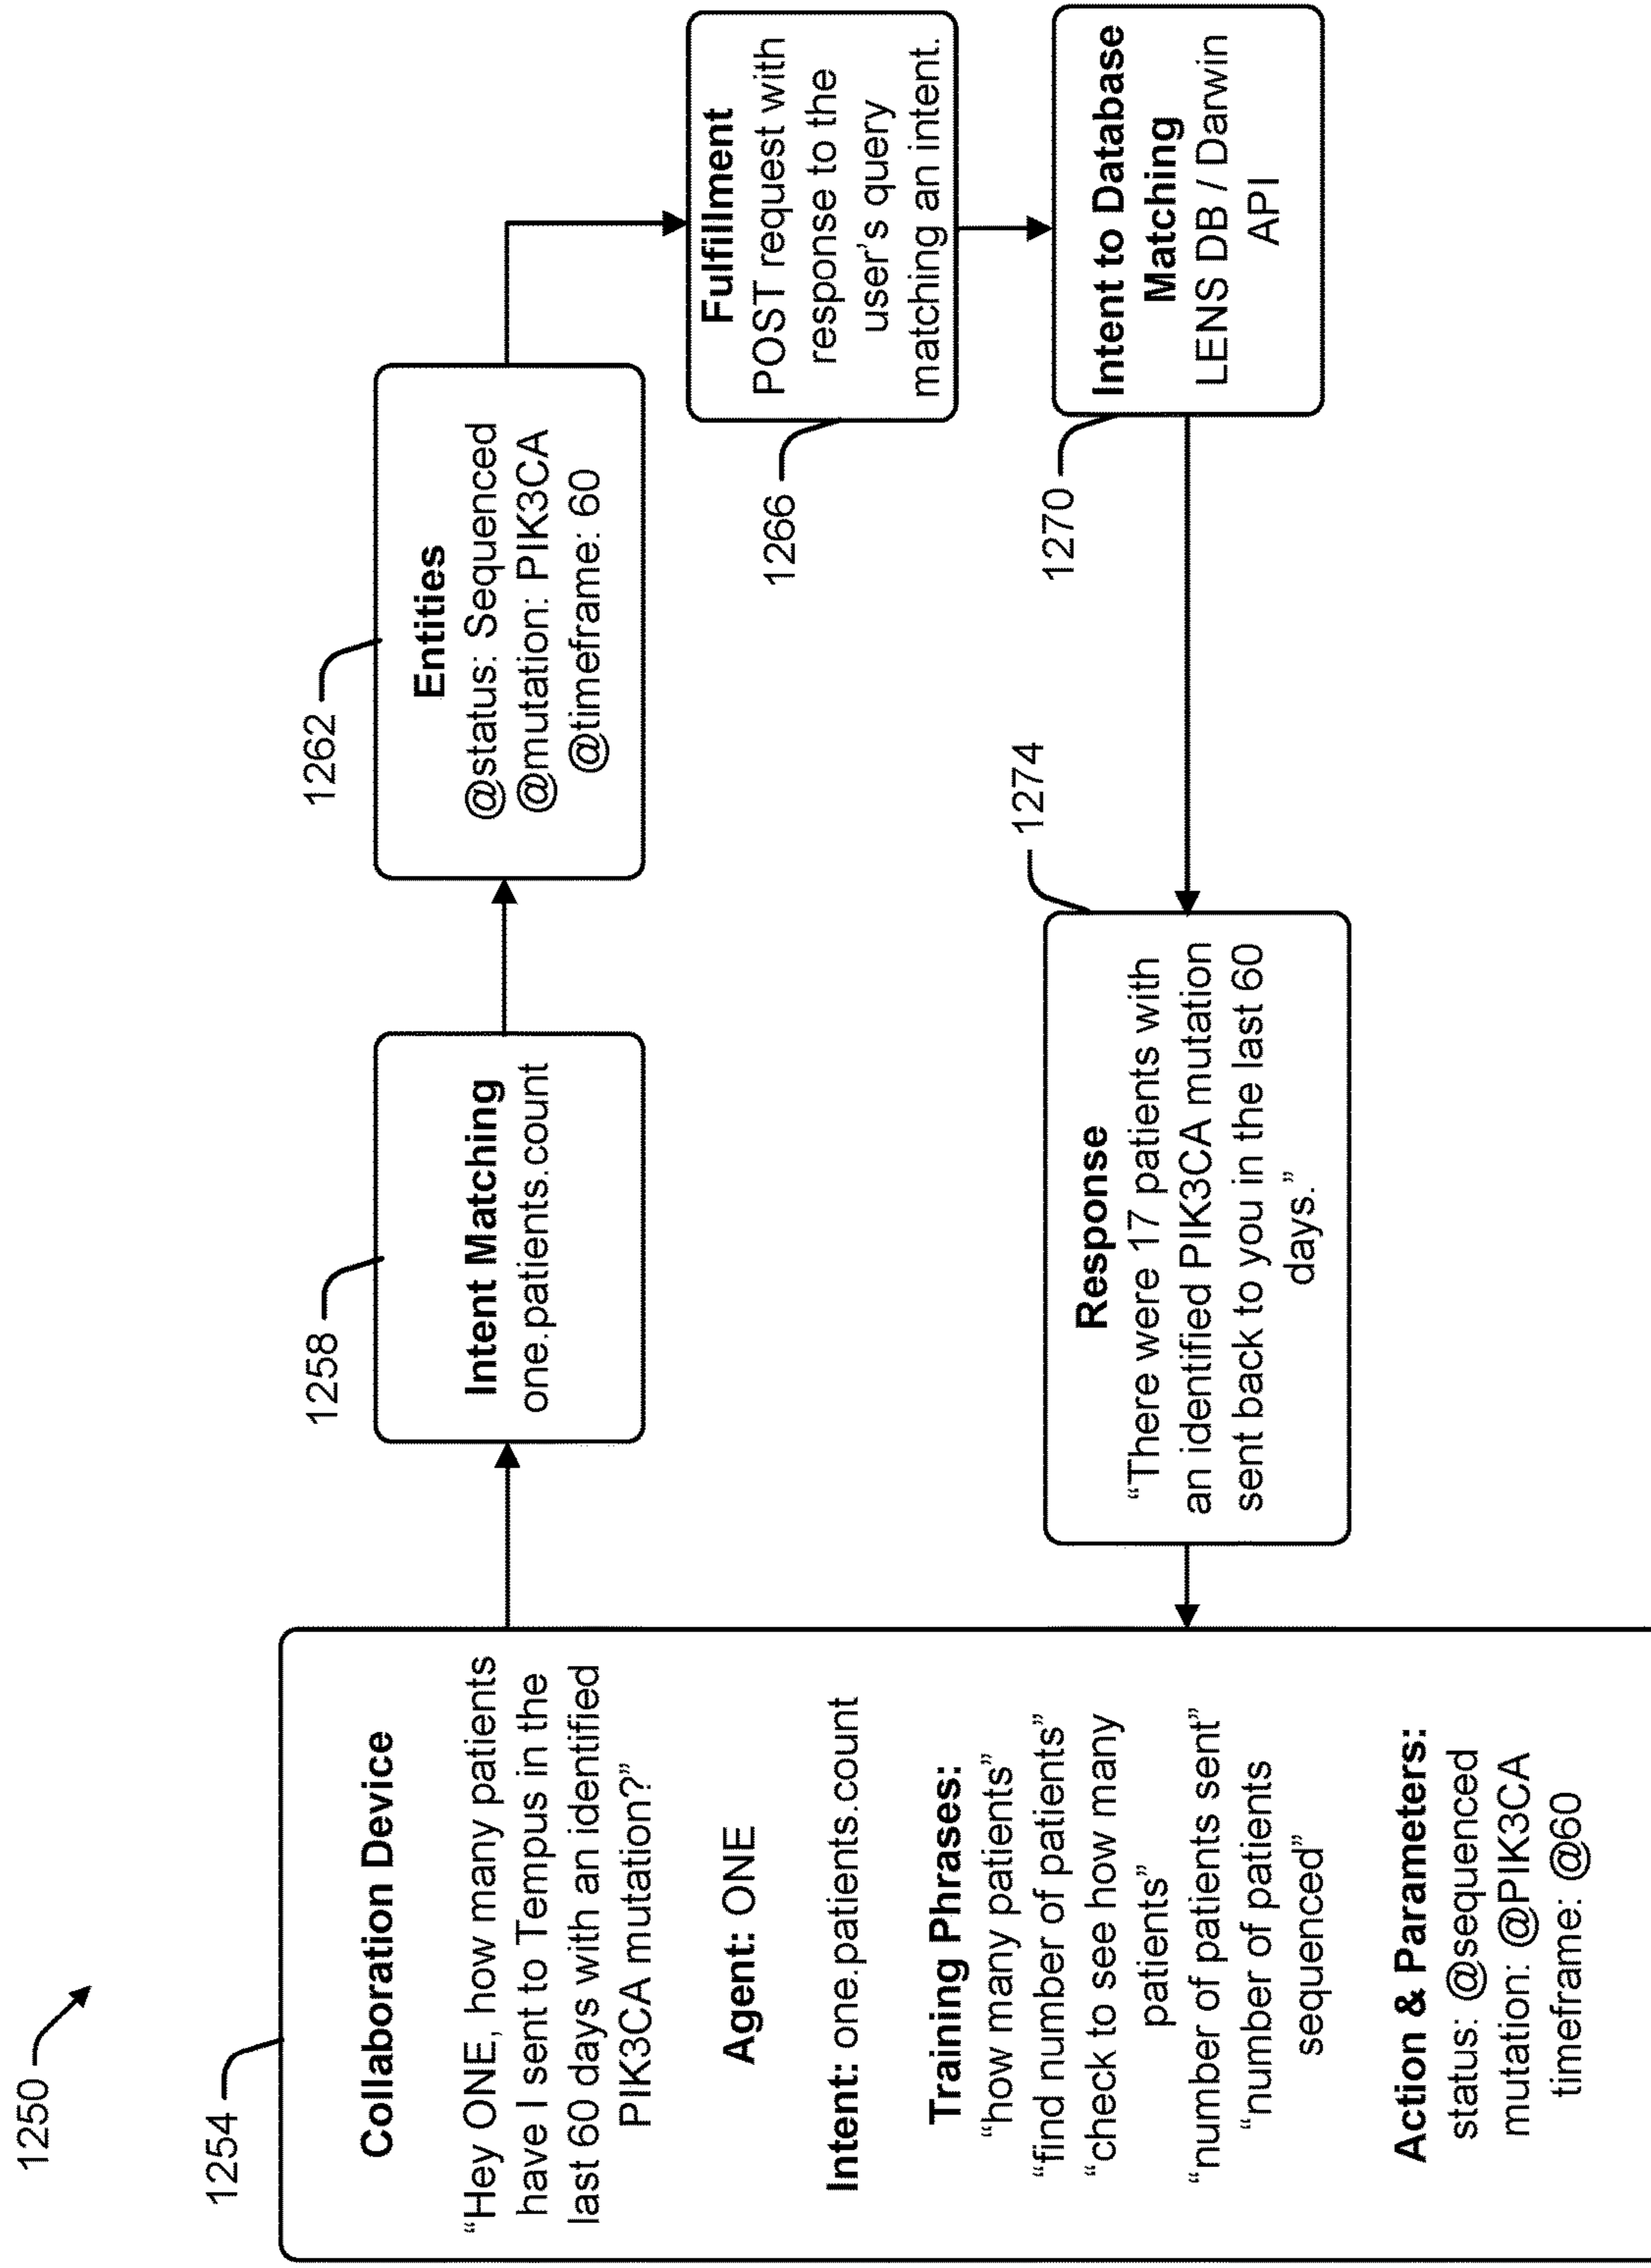 1250
1254
Collaboration Device
“Hey ONE, how many patients
have I sent to Tempus in the
last 60 days with an identified
PIK3CA mutation?”
Agent: ONE
Intent: one.patients.count
Training Phrases:
“how many patients”
“find number of patients”
“check to see how many
patients”
“number of patients sent”
“number of patients
sequenced”
Action & Parameters:
status: @sequenced
mutation: @PIK3CA
timeframe: @60
1258
Intent Matching
one.patients.count
1262
Entities
@status: Sequenced
@mutation: PIK3CA
@timeframe: 60
1266
Fulfillment
POST request with
response to the
user's query
matching an intent.
1270
Intent to Database
Matching
LENS DB / Darwin
API
1274
Response
“There were 17 patients with
an identified PIK3CA mutation
sent back to you in the last 60
days.”